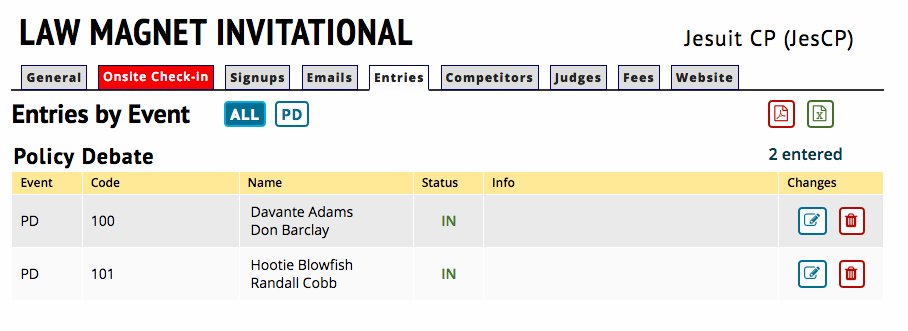 LAW MAGNET INVITATIONAL
Jesuit CP (JesCP)
General Onsite Check-in Signups Emails Entries Competitors Judges Fees Website
Entries by Event ALL PD
Policy Debate 2 entered
Event Code Name Status Info Changes
PD 100 Davante Adams IN
Don Barclay
PD 101 Hootie Blowfish IN
Randall Cobb